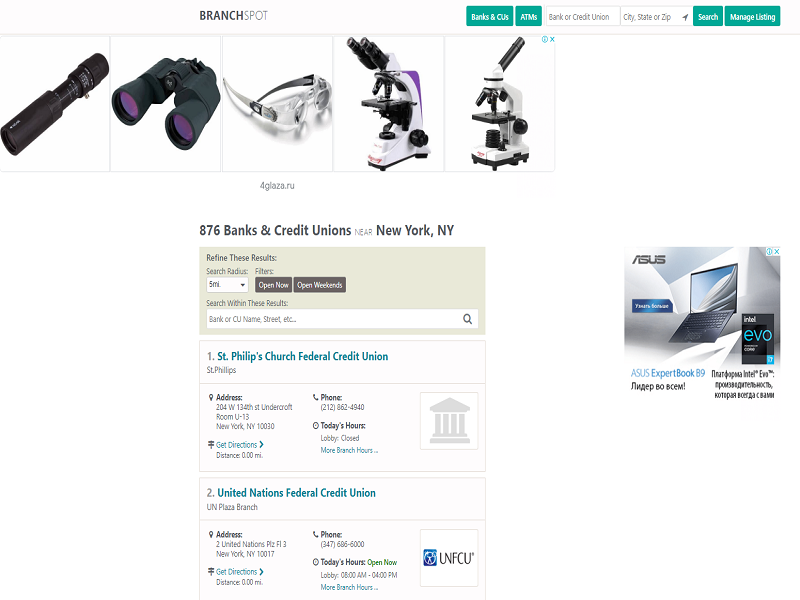 BRANCHSPOT
Banks & CUs
ATMs
Bank or Credit Union
City, State or Zip
Search
Manage Listing
4glaza.ru
876 Banks & Credit Unions NEAR New York, NY
Refine These Results:
Search Radius:
Filters:
5mi.
Open Now
Open Weekends
Search Within These Results:
Bank or CU Name, Street, etc...
1. St. Philip's Church Federal Credit Union
St.Phillips
Address:
204 W 134th st Undercroft
Room U-13
New York, NY 10030
Get Directions
Distance: 0.00 mi.
Phone:
(212) 862-4940
Today's Hours:
Lobby: Closed
More Branch Hours ...
2. United Nations Federal Credit Union
UN Plaza Branch
Address:
2 United Nations Plz Fl 3
New York, NY 10017
Get Directions
Distance: 0.00 mi.
Phone:
(347) 686-6000
Today's Hours: Open Now
Lobby: 08:00 AM - 04:00 PM
More Branch Hours ...
UNFCU
ASUS
Узнать больше
intel
evo
ASUS ExpertBook B9
Лидер во всем!
Платформа Intel® Evo™:
производительность,
которая всегда с вами